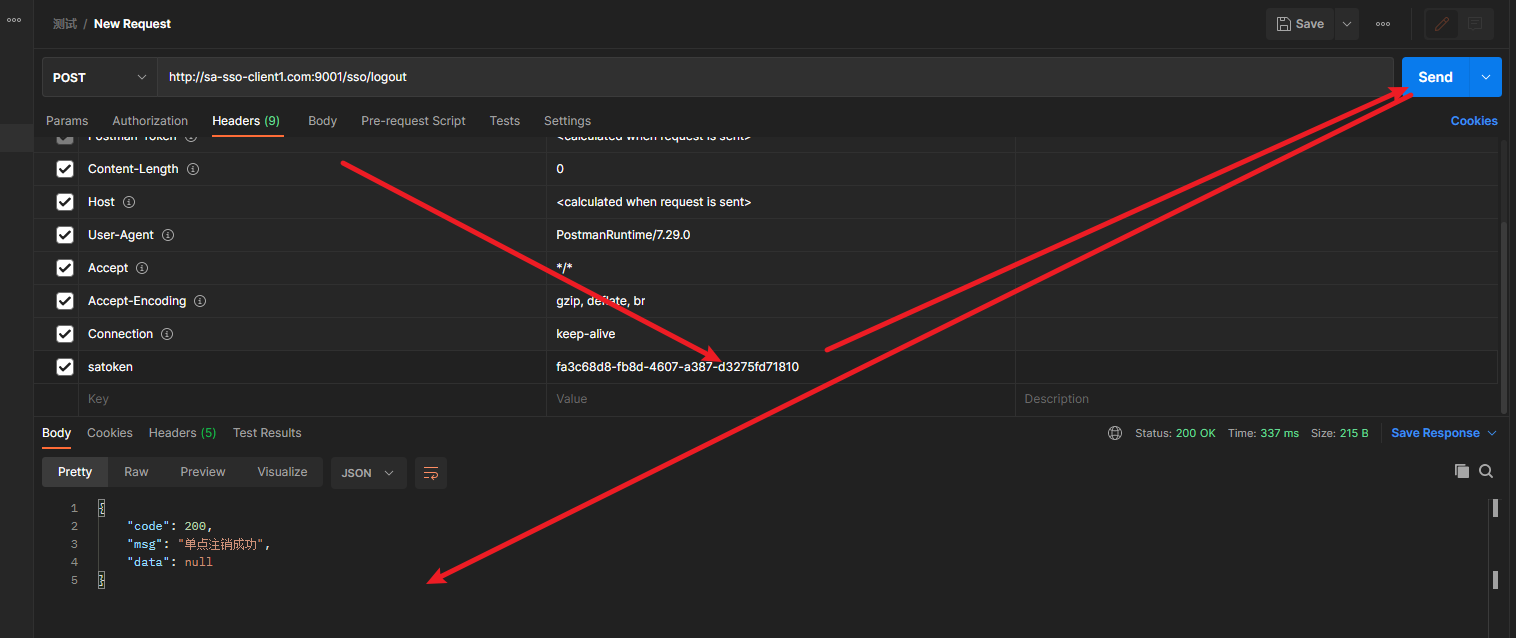 测试 / New Request
Save
POST
http://sa-sso-client1.com:9001/sso/logout
Send
Params Authorization Headers (9) Body Pre-request Script Tests Settings Cookies
Postman-Token <calculated when request is sent>
Content-Length 0
Host <calculated when request is sent>
User-Agent PostmanRuntime/7.29.0
Accept */*
Accept-Encoding gzip, deflate, br
Connection keep-alive
satoken fa3c68d8-fb8d-4607-a387-d3275fd71810
Key Value Description
Body Cookies Headers (5) Test Results Status: 200 OK Time: 337 ms Size: 215 B Save Response
Pretty Raw Preview Visualize JSON
1 {
2 "code": 200,
3 "msg": "单点注销成功",
4 "data": null
5 }